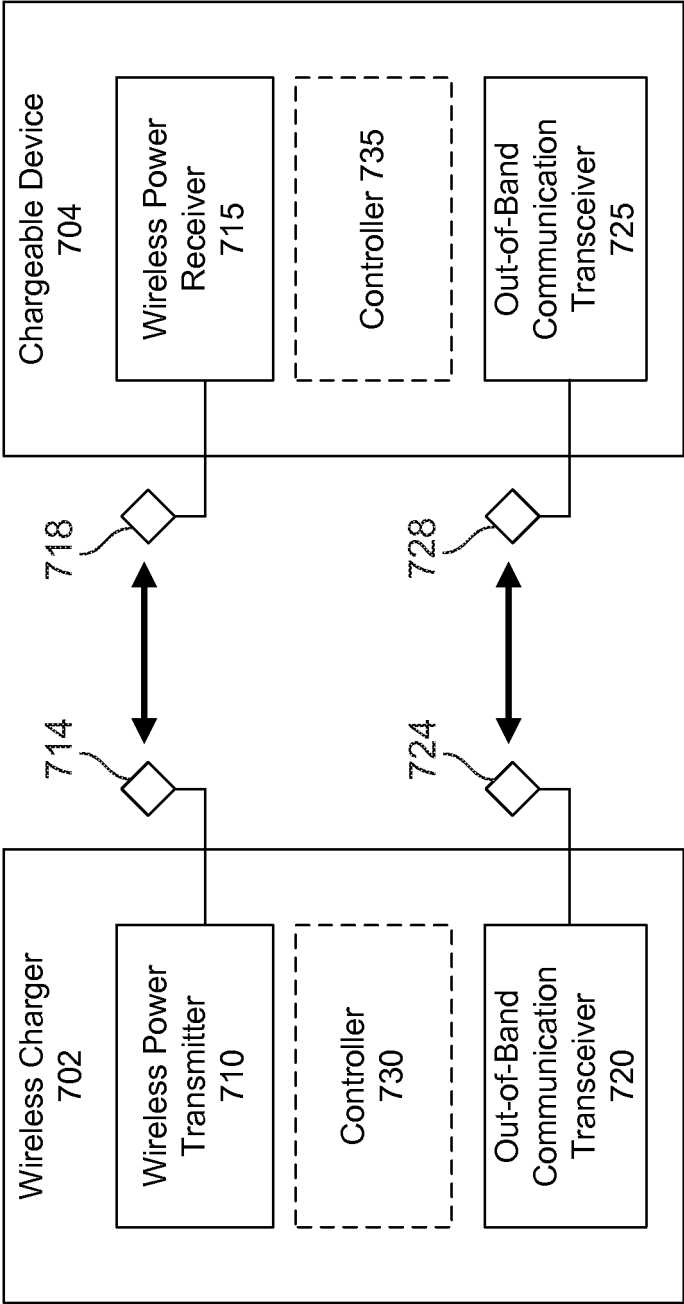 Wireless Charger
702
Wireless Power
Transmitter
710
Controller
730
Out-of-Band
Communication
Transceiver
720
714
724
718
728
Chargeable Device
704
Wireless Power
Receiver
715
Controller 735
Out-of-Band
Communication
Transceiver
725